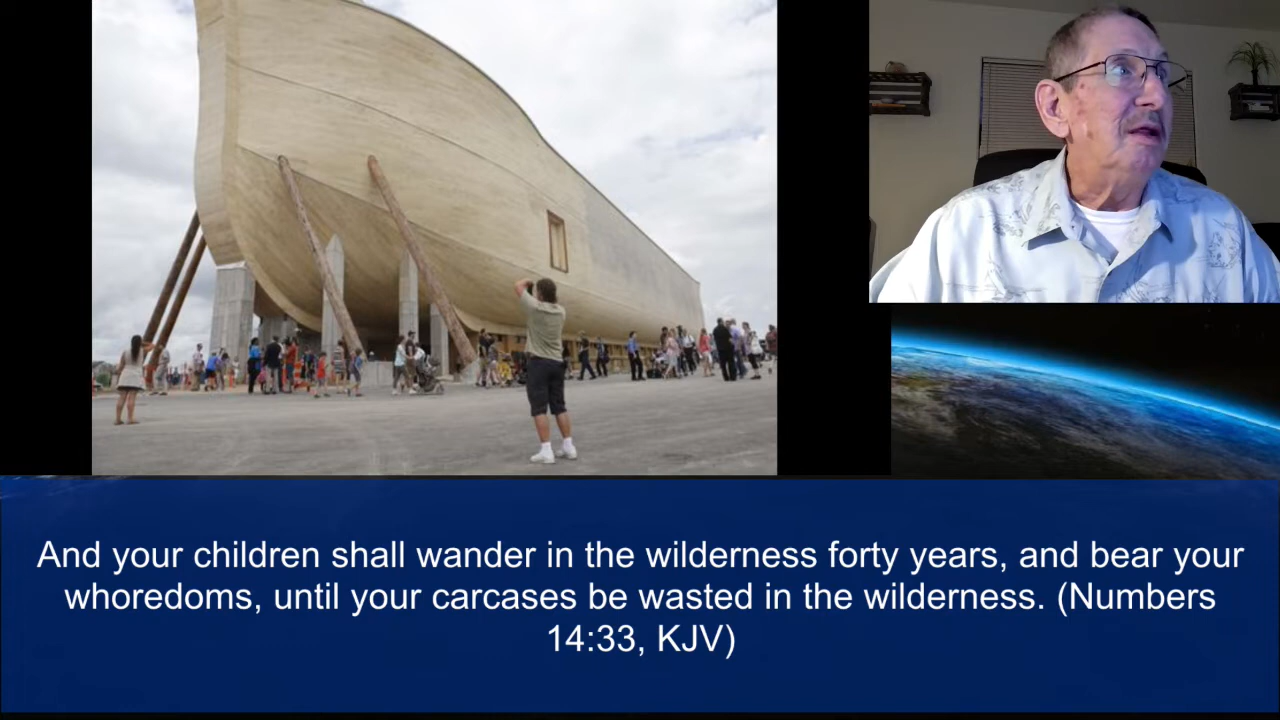 And your children shall wander in the wilderness forty years, and bear your
whoredoms, until your carcases be wasted in the wilderness. (Numbers
14:33, KJV)